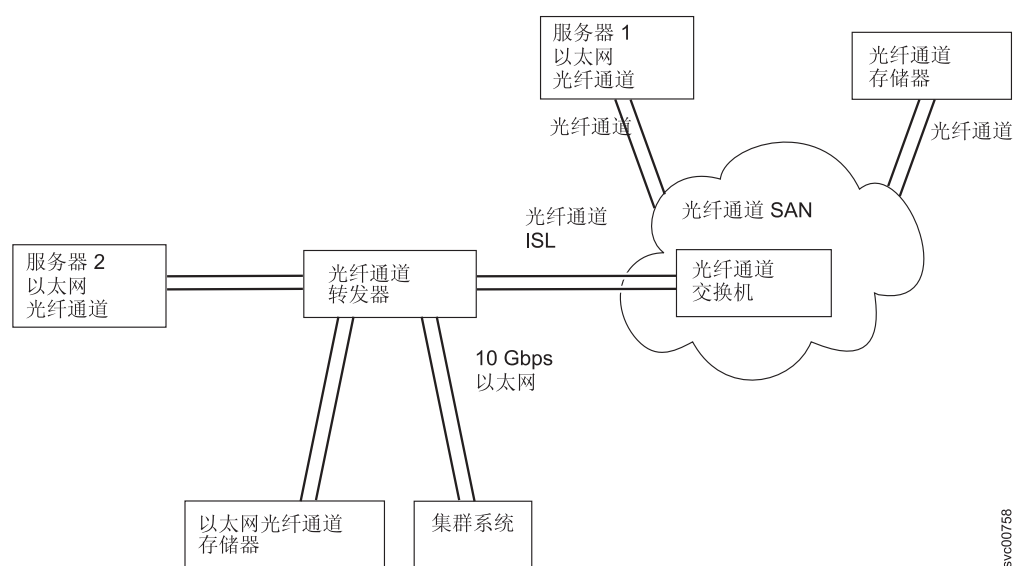 服务器 1
以太网
光纤通道
光纤通道
存储器
光纤通道
光纤通道
光纤通道 SAN
光纤通道
ISL
服务器 2
以太网
光纤通道
光纤通道
转发器
光纤通道
交换机
10 Gbps
以太网
以太网光纤通道
存储器
集群系统
svc00758